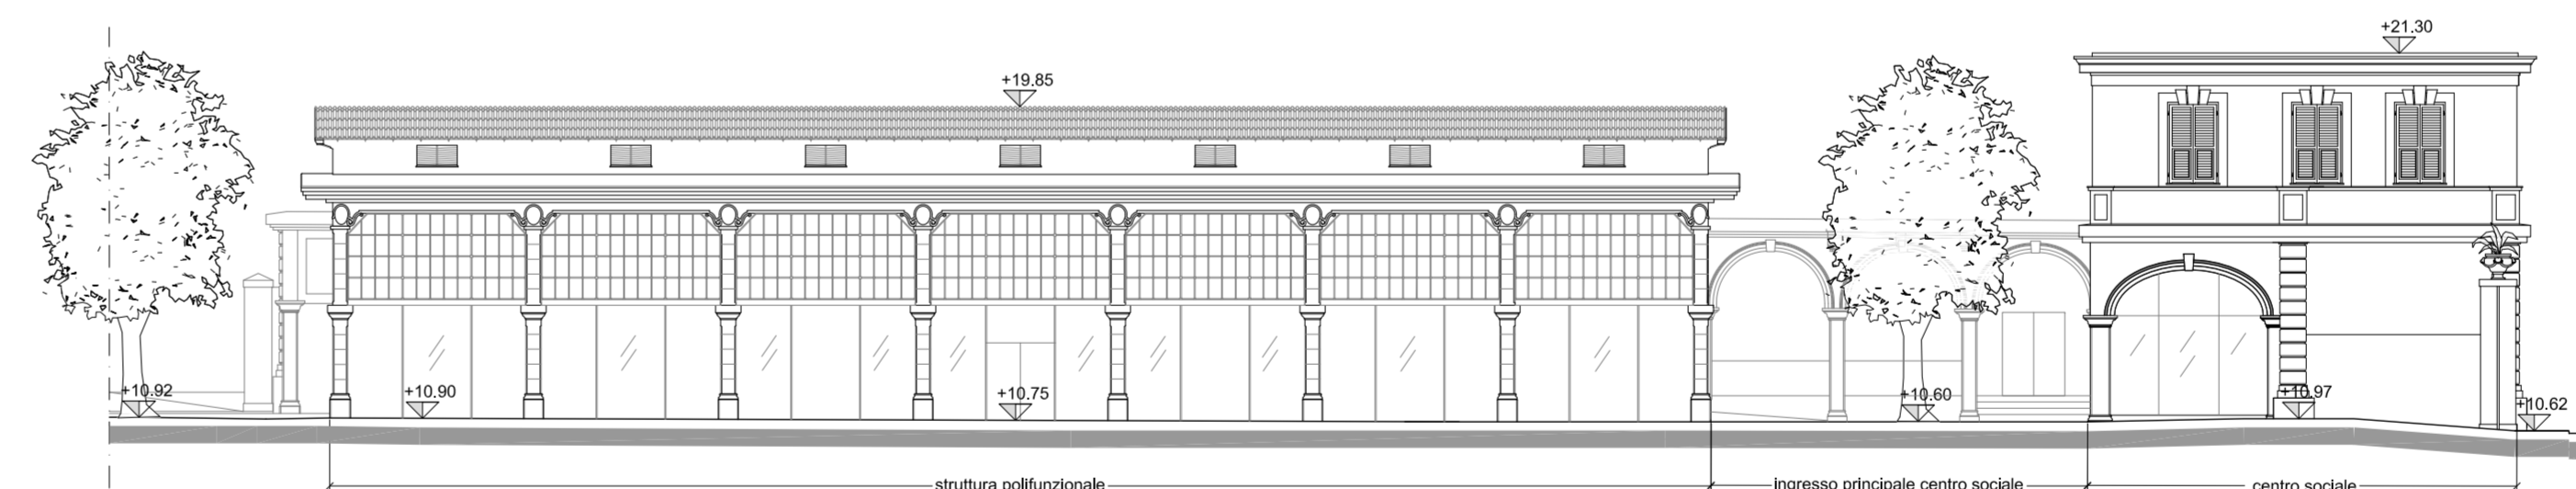 +21.30
+19.85
+10.92
+10.90
+10.75
+10.60
+10.97
+10.62
struttura polifunzionale
ingresso principale centro sociale
centro sociale